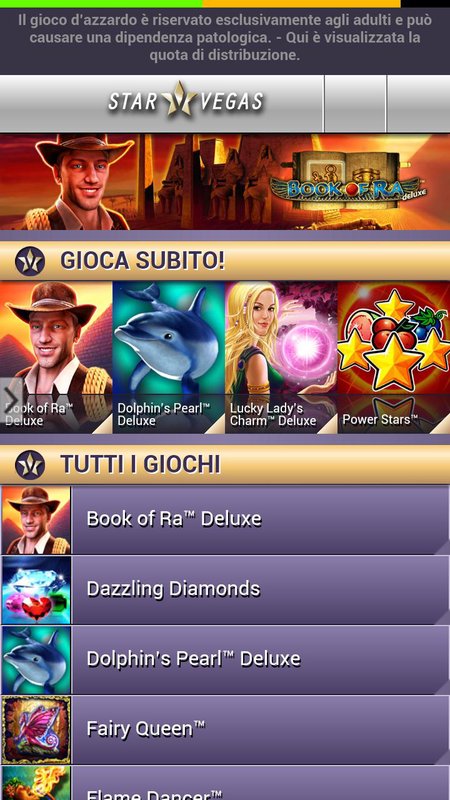 Il gioco d'azzardo è riservato esclusivamente agli adulti e può
causare una dipendenza patologica. - Qui è visualizzata la
quota di distribuzione.
STAR VEGAS
BOOK OF RA™
deluxe
GIOCA SUBITO!
Book of Ra™
Deluxe
Dolphin's Pearl™
Deluxe
Lucky Lady's
Charm™ Deluxe
Power Stars™
TUTTI I GIOCHI
Book of Ra™ Deluxe
Dazzling Diamonds
Dolphin's Pearl™ Deluxe
Fairy Queen™
Flame Dancer™